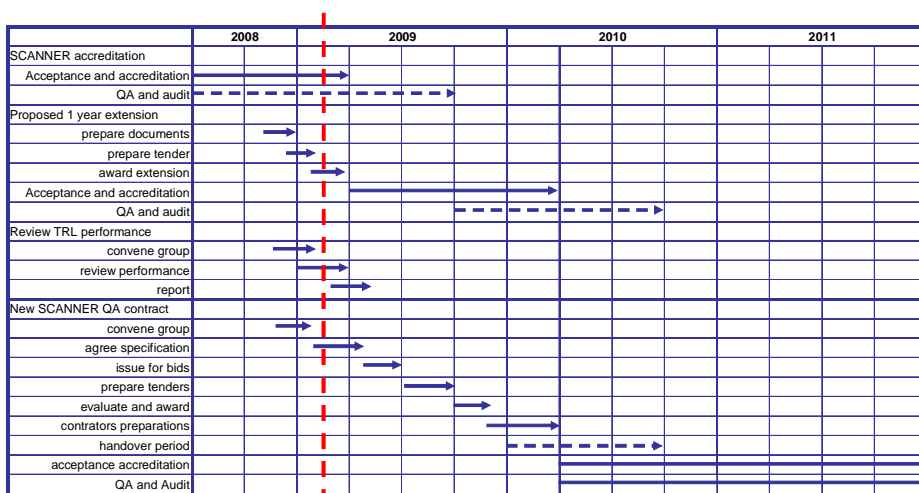 2008 2009 2010 2011
SCANNER accreditation
Acceptance and accreditation
QA and audit
Proposed 1 year extension
prepare documents
prepare tender
award extension
Acceptance and accreditation
QA and audit
Review TRL performance
convene group
review performance
report
New SCANNER QA contract
convene group
agree specification
issue for bids
prepare tenders
evaluate and award
contrators preparations
handover period
acceptance accreditation
QA and Audit